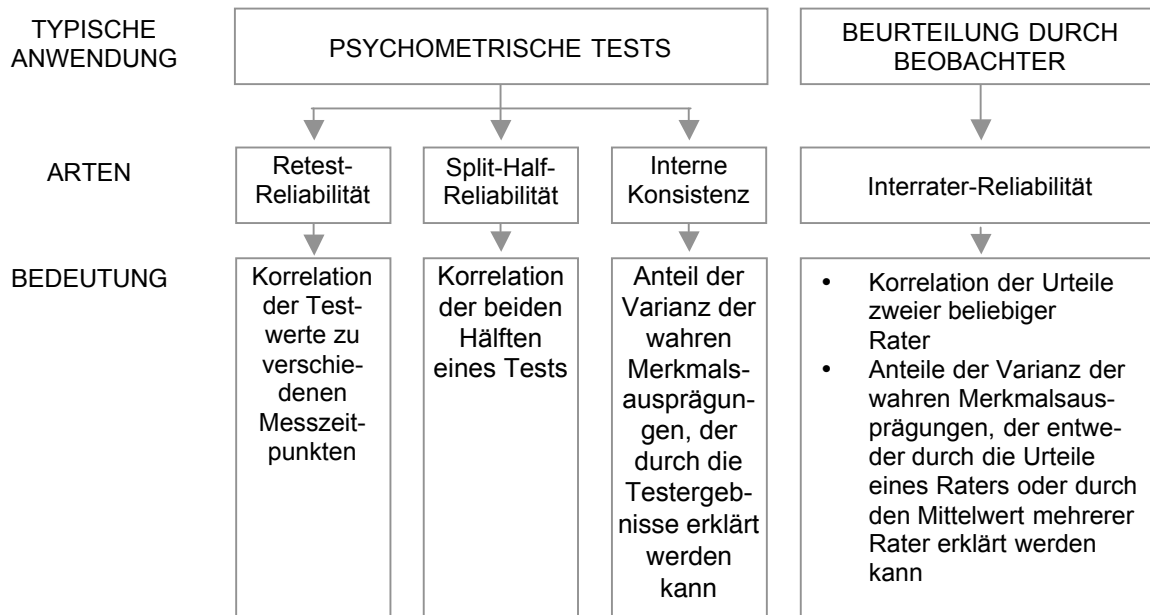 TYPISCHE
ANWENDUNG
PSYCHOMETRISCHE TESTS
BEURTEILUNG DURCH
BEOBACHTER
ARTEN
Retest-
Reliabilität
Split-Half-
Reliabilität
Interne
Konsistenz
Interrater-Reliabilität
BEDEUTUNG
Korrelation
der Test-
werte zu
verschie-
denen
Messzeit-
punkten
Korrelation
der beiden
Hälften
eines Tests
Anteil der
Varianz der
wahren
Merkmals-
ausprägun-
gen, der
durch die
Testergeb-
nisse erklärt
werden
kann
• Korrelation der Urteile
zweier beliebiger
Rater
• Anteile der Varianz der
wahren Merkmalsaus-
prägungen, der entwe-
der durch die Urteile
eines Raters oder durch
den Mittelwert mehrerer
Rater erklärt werden
kann